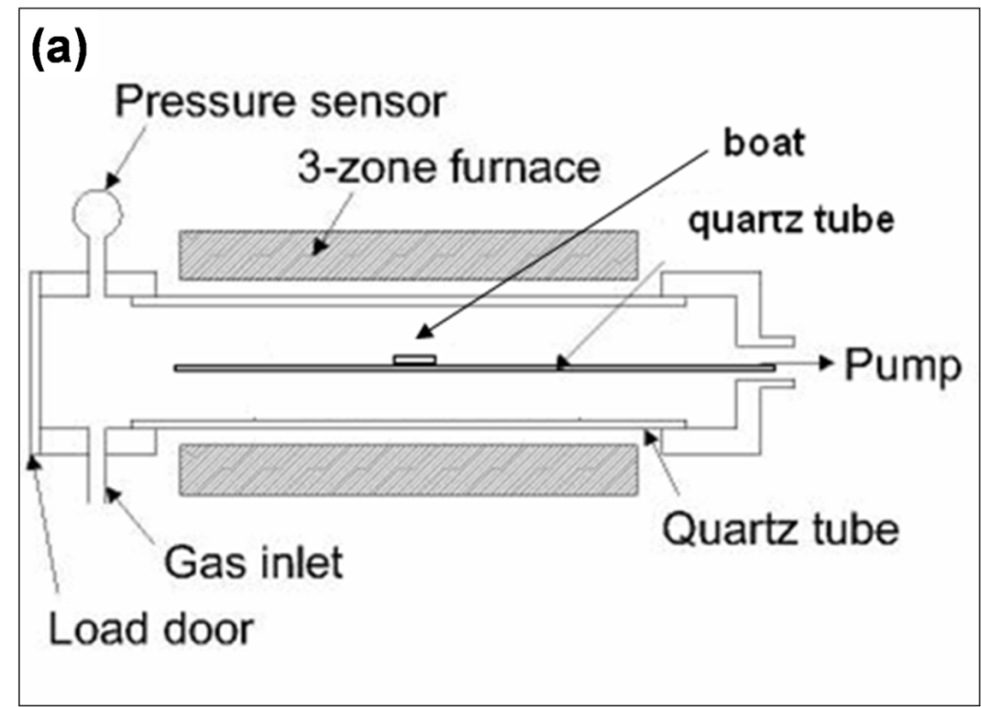 (a)
Pressure sensor
3-zone furnace
boat
quartz tube
Pump
Quartz tube
Gas inlet
Load door